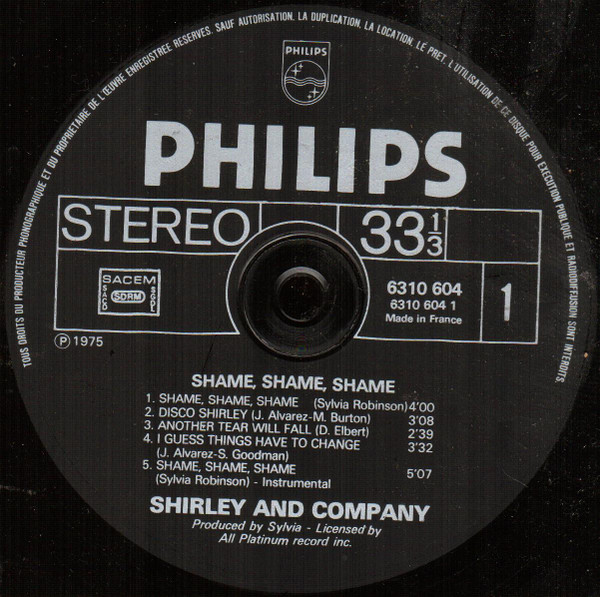 TOUS DROITS DU PRODUCTEUR PHONOGRAPHIQUE ET DU PROPRIÉTAIRE DE L'ŒUVRE ENREGISTREE RESERVES. SAUF AUTORISATION, LA DUPLICATION, LA LOCATION, LE PRET, L'UTILISATION DE CE DISQUE POUR EXECUTION PUBLIQUE ET RADIODIFFUSION SONT INTERDITS.
PHILIPS
PHILIPS
STEREO
33 1/3
SACEM
SACD
SDRM
SGDL
6310 604
6310 604 1
Made in France
1
Ⓟ 1975
SHAME, SHAME, SHAME
1. SHAME, SHAME, SHAME (Sylvia Robinson) 4'00
2. DISCO SHIRLEY (J. Alvarez-M. Burton) 3'08
3. ANOTHER TEAR WILL FALL (D. Elbert) 2'39
4. I GUESS THINGS HAVE TO CHANGE 3'32
(J. Alvarez-S. Goodman)
5. SHAME, SHAME, SHAME 5'07
(Sylvia Robinson) - Instrumental
SHIRLEY AND COMPANY
Produced by Sylvia - Licensed by
All Platinum record inc.